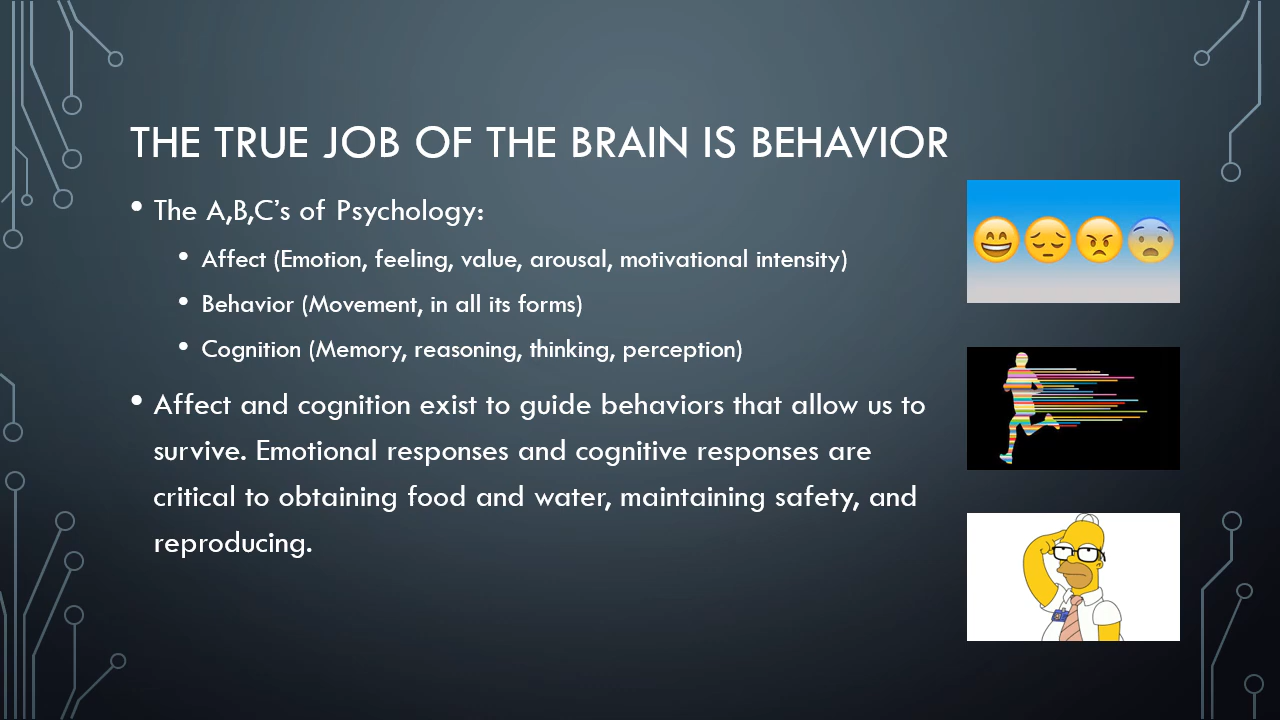 THE TRUE JOB OF THE BRAIN IS BEHAVIOR
• The A,B,C’s of Psychology:
• Affect (Emotion, feeling, value, arousal, motivational intensity)
• Behavior (Movement, in all its forms)
• Cognition (Memory, reasoning, thinking, perception)
• Affect and cognition exist to guide behaviors that allow us to
survive. Emotional responses and cognitive responses are
critical to obtaining food and water, maintaining safety, and
reproducing.